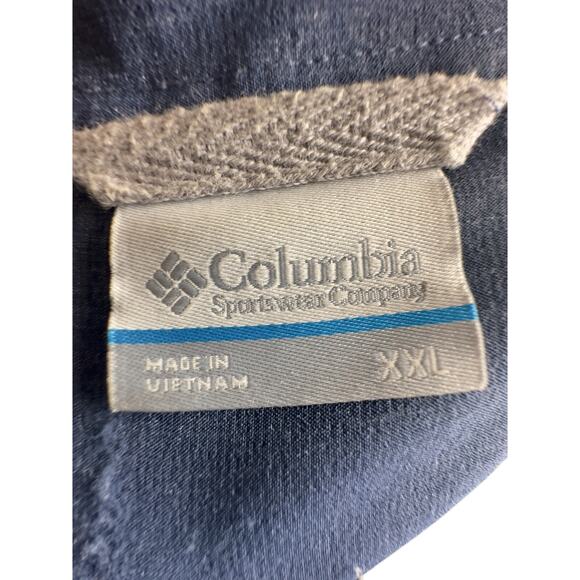 Columbia
Sportswear Company
MADE IN
VIETNAM
XXL